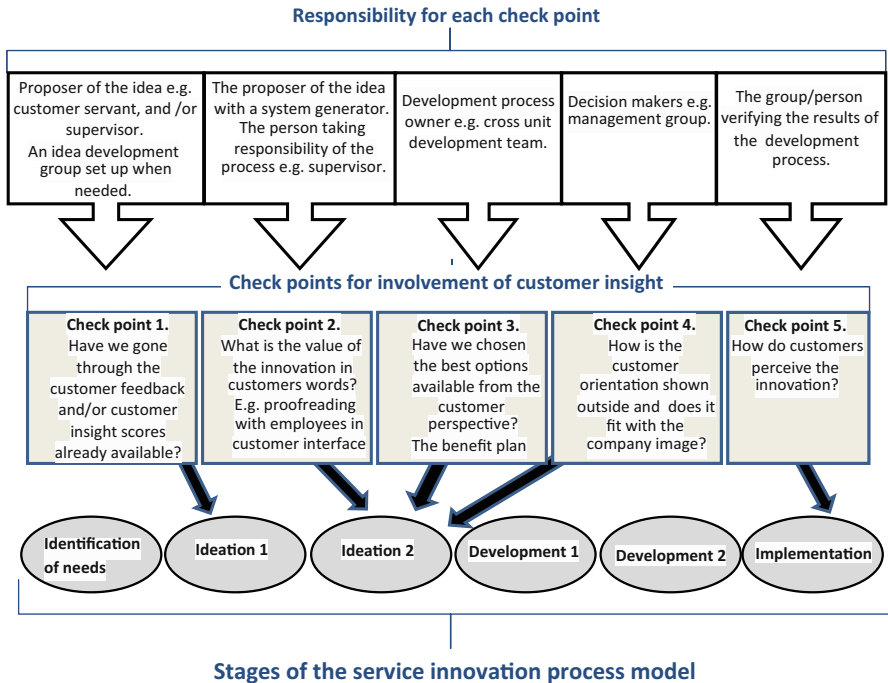 Responsibility for each check point
Proposer of the idea e.g.
customer servant, and /or
supervisor.
An idea development
group set up when
needed.
The proposer of the idea
with a system generator.
The person taking
responsibility of the
process e.g. supervisor.
Development process
owner e.g. cross unit
development team.
Decision makers e.g.
management group.
The group/person
verifying the results of
the development
process.
Check points for involvement of customer insight
Check point 1.
Have we gone
through the
customer feedback
and/or customer
insight scores
already available?
Check point 2.
What is the value of
the innovation in
customers words?
E.g. proofreading
with employees in
customer interface
Check point 3.
Have we chosen
the best options
available from the
customer
perspective?
The benefit plan
Check point 4.
How is the
customer
orientation shown
outside and does it
fit with the
company image?
Check point 5.
How do customers
perceive the
innovation?
Identification
of needs
Ideation 1
Ideation 2
Development 1
Development 2
Implementation
Stages of the service innovation process model